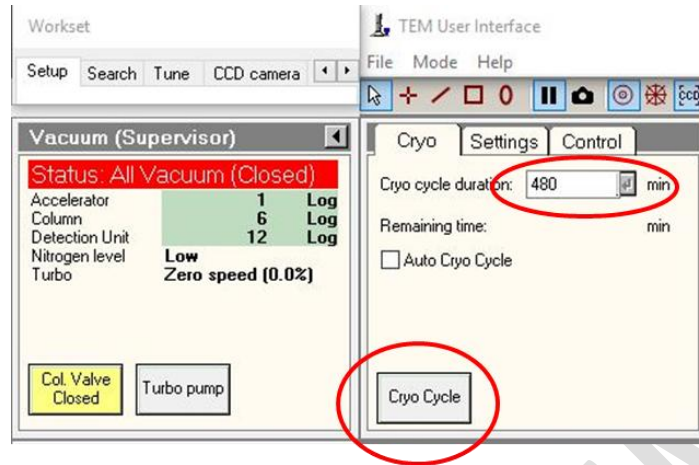 Workset
Setup Search Tune CCD camera
Vacuum (Supervisor)
Status: All Vacuum (Closed)
Accelerator 1 Log
Column 6 Log
Detection Unit 12 Log
Nitrogen level Low
Turbo Zero speed (0.0%)
Col. Valve
Closed
Turbo pump
TEM User Interface
File Mode Help
Cryo Settings Control
Cryo cycle duration: 480 min
Remaining time: min
Auto Cryo Cycle
Cryo Cycle